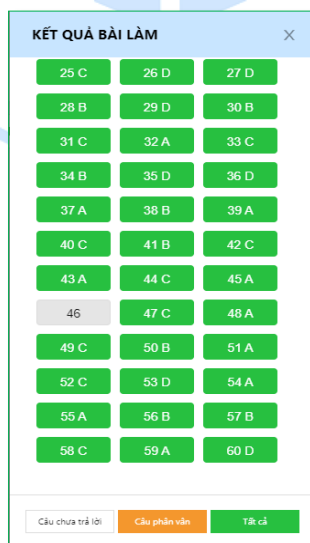 KẾT QUẢ BÀI LÀM ×
25 C 26 D 27 D
28 B 29 D 30 B
31 C 32 A 33 C
34 B 35 D 36 D
37 A 38 B 39 A
40 C 41 B 42 C
43 A 44 C 45 A
46 47 C 48 A
49 C 50 B 51 A
52 C 53 D 54 A
55 A 56 B 57 B
58 C 59 A 60 D
Câu chưa trả lời Câu phân vân Tất cả